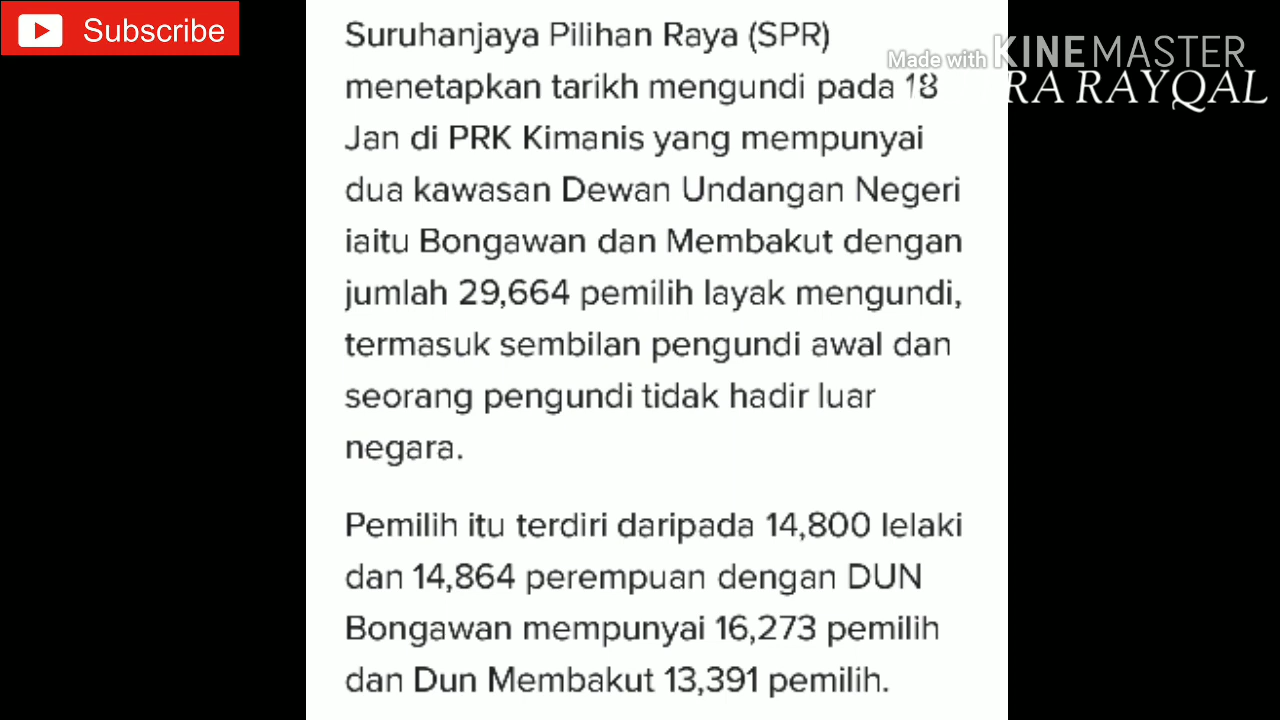 Subscribe
Made with KINEMASTER
RA RAYQAL
Suruhanjaya Pilihan Raya (SPR)
menetapkan tarikh mengundi pada 18
Jan di PRK Kimanis yang mempunyai
dua kawasan Dewan Undangan Negeri
iaitu Bongawan dan Membakut dengan
jumlah 29,664 pemilih layak mengundi,
termasuk sembilan pengundi awal dan
seorang pengundi tidak hadir luar
negara.
Pemilih itu terdiri daripada 14,800 lelaki
dan 14,864 perempuan dengan DUN
Bongawan mempunyai 16,273 pemilih
dan Dun Membakut 13,391 pemilih.